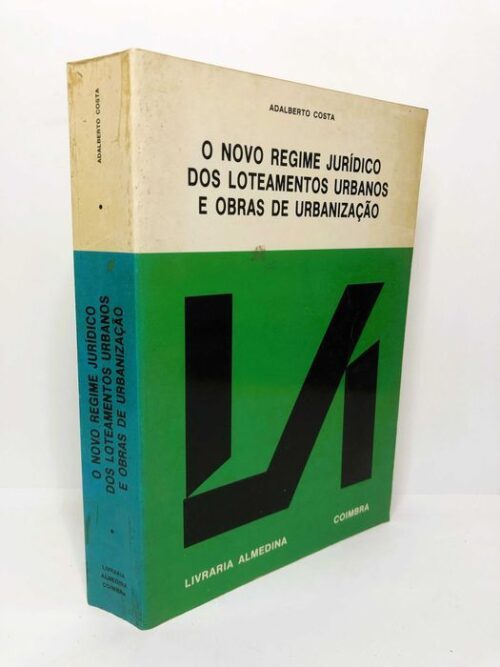 ADALBERTO COSTA
O NOVO REGIME JURÍDICO
DOS LOTEAMENTOS URBANOS
E OBRAS DE URBANIZAÇÃO
LIVRARIA ALMEDINA
COIMBRA
ADALBERTO COSTA
O NOVO REGIME JURÍDICO
DOS LOTEAMENTOS URBANOS
E OBRAS DE URBANIZAÇÃO
LIVRARIA
ALMEDINA
COIMBRA